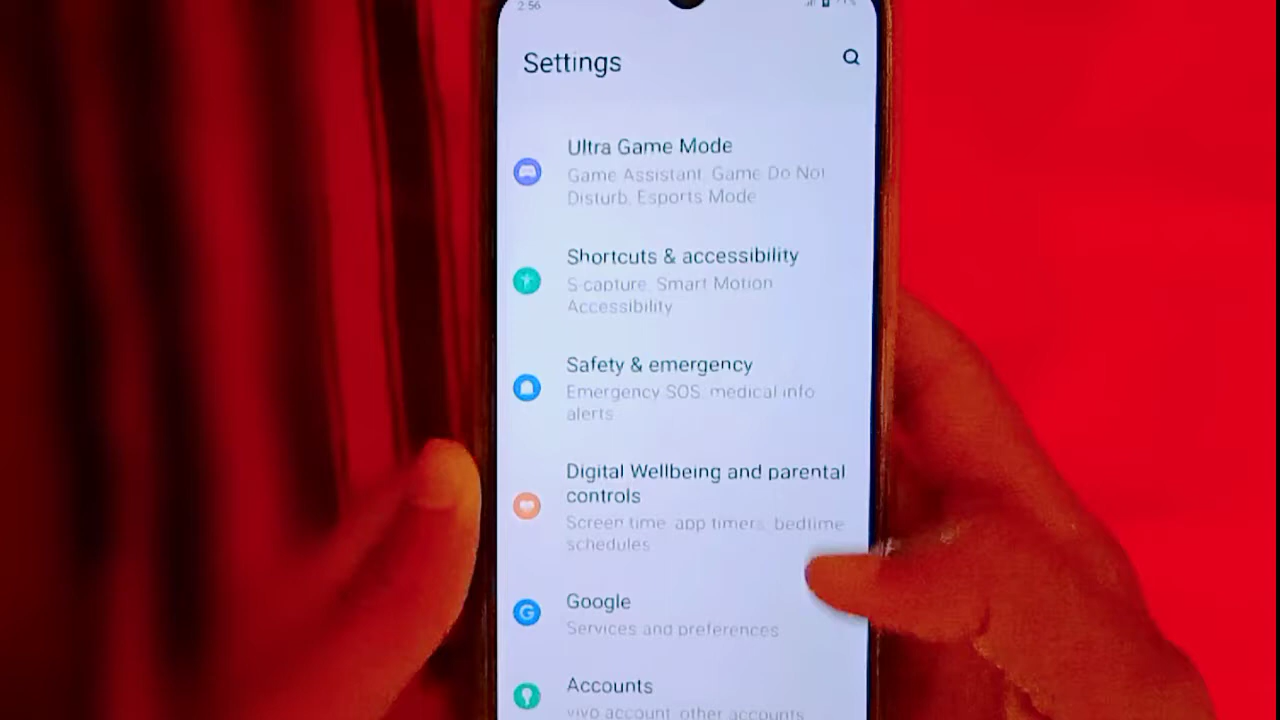 2:56
Settings
Ultra Game Mode
Game Assistant, Game Do Not
Disturb, Esports Mode
Shortcuts & accessibility
S-capture, Smart Motion
Accessibility
Safety & emergency
Emergency SOS, medical info
alerts
Digital Wellbeing and parental
controls
Screen time, app timers, bedtime
schedules
Google
Services and preferences
Accounts
vivo account, other accounts